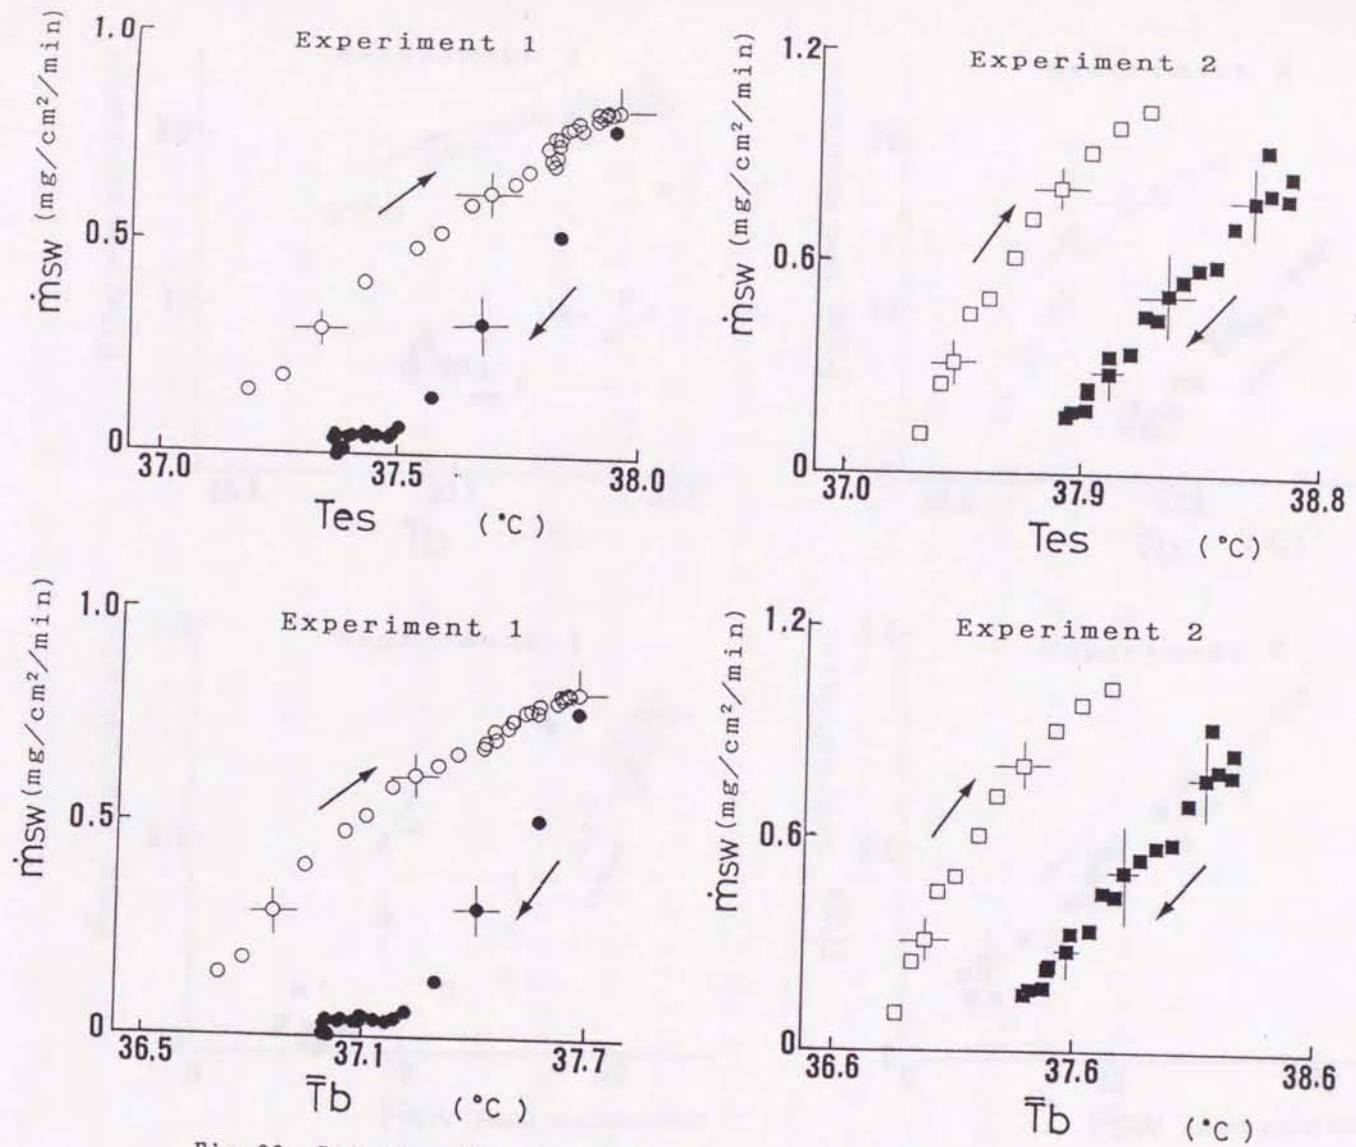 1.0
Experiment 1
ṁsw (mg/cm²/min)
0.5
0
37.0 37.5 38.0
Tes (°C)
1.2
Experiment 2
ṁsw (mg/cm²/min)
0.6
0
37.0 37.9 38.8
Tes (°C)
1.0
Experiment 1
ṁsw (mg/cm²/min)
0.5
0
36.5 37.1 37.7
T̄b (°C)
1.2
Experiment 2
ṁsw (mg/cm²/min)
0.6
0
36.6 37.6 38.6
T̄b (°C)